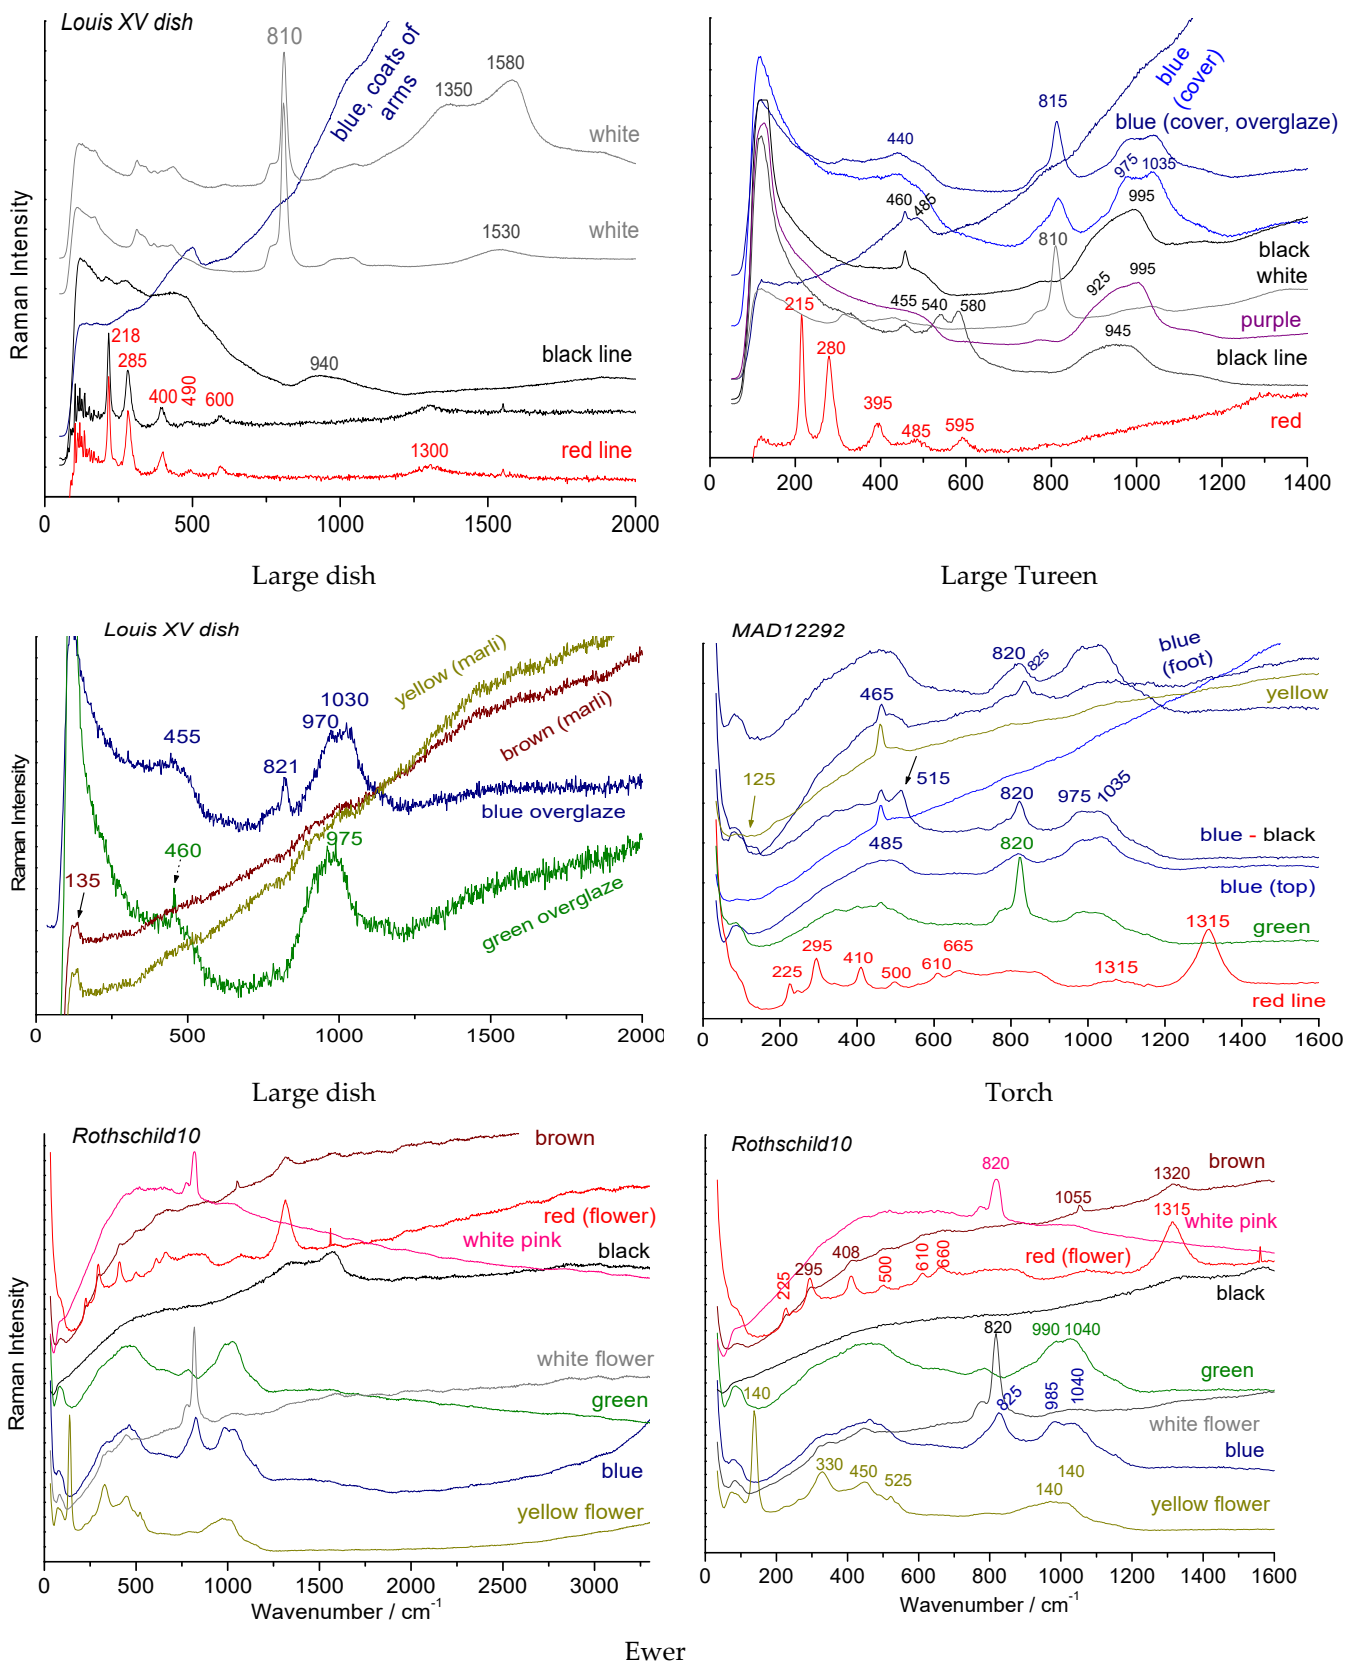 Louis XV dish
810
blue, coats of
arms
1350
1580
white
white
1530
218
285
400
490
600
940
black line
1300
red line
Raman Intensity
0
500
1000
1500
2000
Large dish
blue
(cover)
815
blue (cover, overglaze)
440
975
1035
460
485
995
black
810
white
215
455
540
580
925
995
purple
280
945
black line
395
485
595
red
0
200
400
600
800
1000
1200
1400
Large Tureen
Louis XV dish
yellow (marli)
1030
970
455
brown (marli)
821
blue overglaze
460
975
135
green overglaze
Raman Intensity
0
500
1000
1500
2000
Large dish
MAD12292
blue
(foot)
820
825
yellow
465
125
515
820
975
1035
blue - black
485
820
blue (top)
green
1315
295
225
410
500
610
665
1315
red line
0
200
400
600
800
1000
1200
1400
1600
Torch
Rothschild10
brown
red (flower)
white pink
black
white flower
green
blue
yellow flower
Raman Intensity
0
500
1000
1500
2000
2500
3000
Wavenumber / cm-1
Rothschild10
820
brown
1320
1055
1315
white pink
408
610
660
red (flower)
225
295
500
black
820
990 1040
green
140
825
985
1040
white flower
blue
330
450
525
140
140
yellow flower
0
200
400
600
800
1000
1200
1400
1600
Wavenumber / cm-1
Ewer